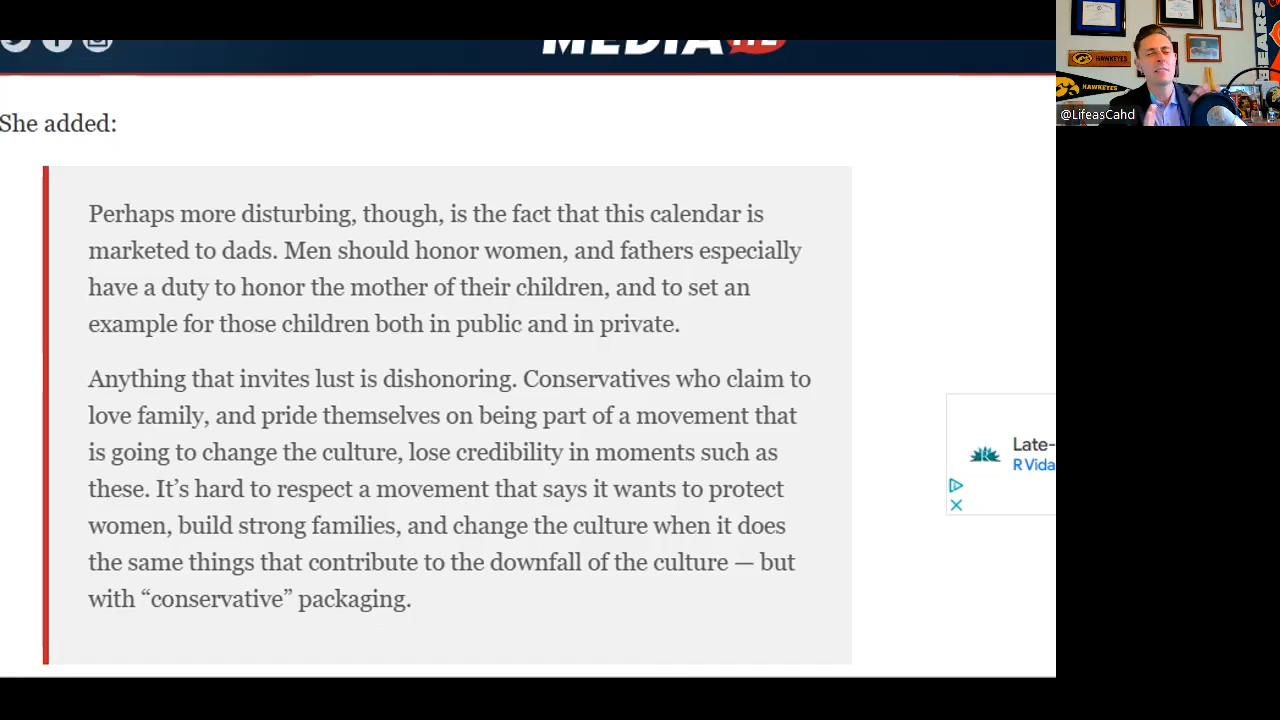 MEDIA
She added:
Perhaps more disturbing, though, is the fact that this calendar is
marketed to dads. Men should honor women, and fathers especially
have a duty to honor the mother of their children, and to set an
example for those children both in public and in private.
Anything that invites lust is dishonoring. Conservatives who claim to
love family, and pride themselves on being part of a movement that
is going to change the culture, lose credibility in moments such as
these. It’s hard to respect a movement that says it wants to protect
women, build strong families, and change the culture when it does
the same things that contribute to the downfall of the culture — but
with “conservative” packaging.
Late-
R Vida
HAWKEYES
HAWKEYES
BEARS
@LifeasCahd